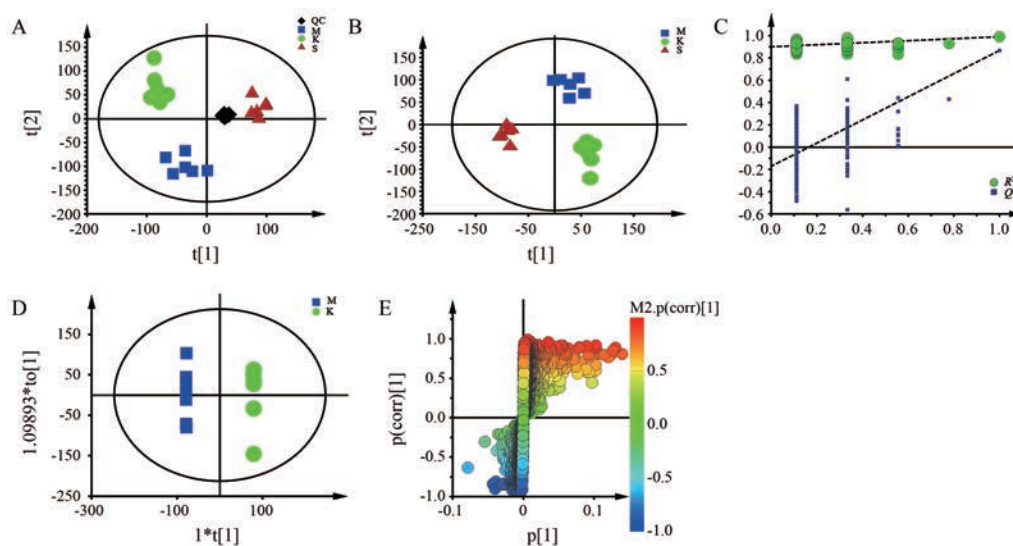 A
QC
M
K
S
150
100
50
0
-50
-100
-150
-200
-200
-100
0
100
t[2]
t[1]
B
M
K
S
150
100
50
0
-50
-100
-150
-200
-150
-50
50
150
t[2]
t[1]
C
1.0
0.8
0.6
0.4
0.2
0.0
-0.2
-0.4
-0.6
0.0
0.2
0.4
0.6
0.8
1.0
R
Q
D
M
K
150
50
-50
-150
-250
-300
-100
100
1.09893*to[1]
1*t[1]
E
M2.p(corr)[1]
1.0
0.5
0.0
-0.5
-1.0
-0.1
0
0.1
p(corr)[1]
p[1]
0.5
0.0
-0.5
-1.0